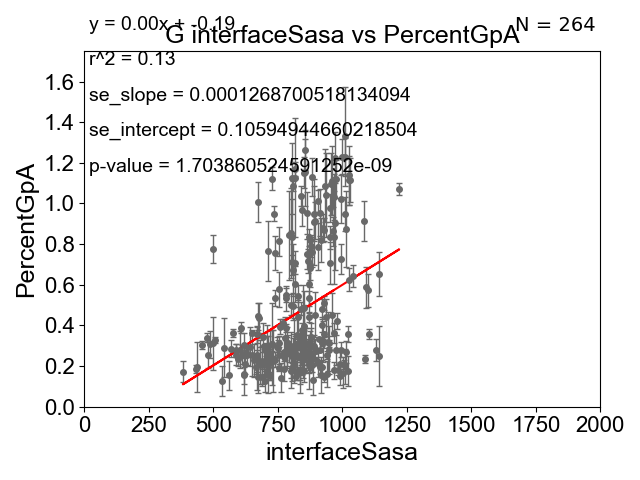 y = 0.00x + -0.19
N = 264
G interfaceSasa vs PercentGpA
r^2 = 0.13
se_slope = 0.0001268700518134094
se_intercept = 0.10594944660218504
p-value = 1.703860524591252e-09
1.6
1.4
1.2
1.0
0.8
0.6
0.4
0.2
0.0
PercentGpA
0
250
500
750
1000
1250
1500
1750
2000
interfaceSasa